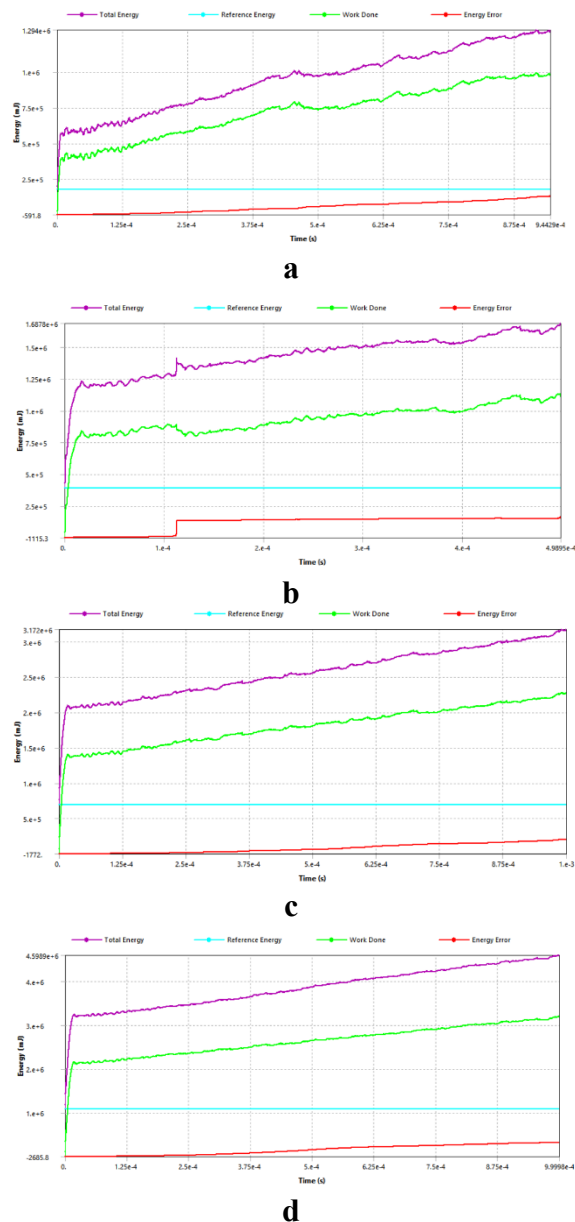 Total Energy Reference Energy Work Done Energy Error
1.294e+6
1.e+6
7.5e+5
5.e+5
2.5e+5
-591.8
Energy (mJ)
0. 1.25e-4 2.5e-4 3.75e-4 5.e-4 6.25e-4 7.5e-4 8.75e-4 9.4429e-4
Time (s)
a
Total Energy Reference Energy Work Done Energy Error
1.6878e+6
1.5e+6
1.25e+6
1.e+6
7.5e+5
5.e+5
2.5e+5
-1115.3
Energy (mJ)
0. 1.e-4 2.e-4 3.e-4 4.e-4 4.9895e-4
Time (s)
b
Total Energy Reference Energy Work Done Energy Error
3.172e+6
3.e+6
2.5e+6
2.e+6
1.5e+6
1.e+6
5.e+5
-1772.
Energy (mJ)
0. 1.25e-4 2.5e-4 3.75e-4 5.e-4 6.25e-4 7.5e-4 8.75e-4 1.e-3
Time (s)
c
Total Energy Reference Energy Work Done Energy Error
4.5989e+6
4.e+6
3.e+6
2.e+6
1.e+6
-2685.8
Energy (mJ)
0. 1.25e-4 2.5e-4 3.75e-4 5.e-4 6.25e-4 7.5e-4 8.75e-4 9.9998e-4
Time (s)
d